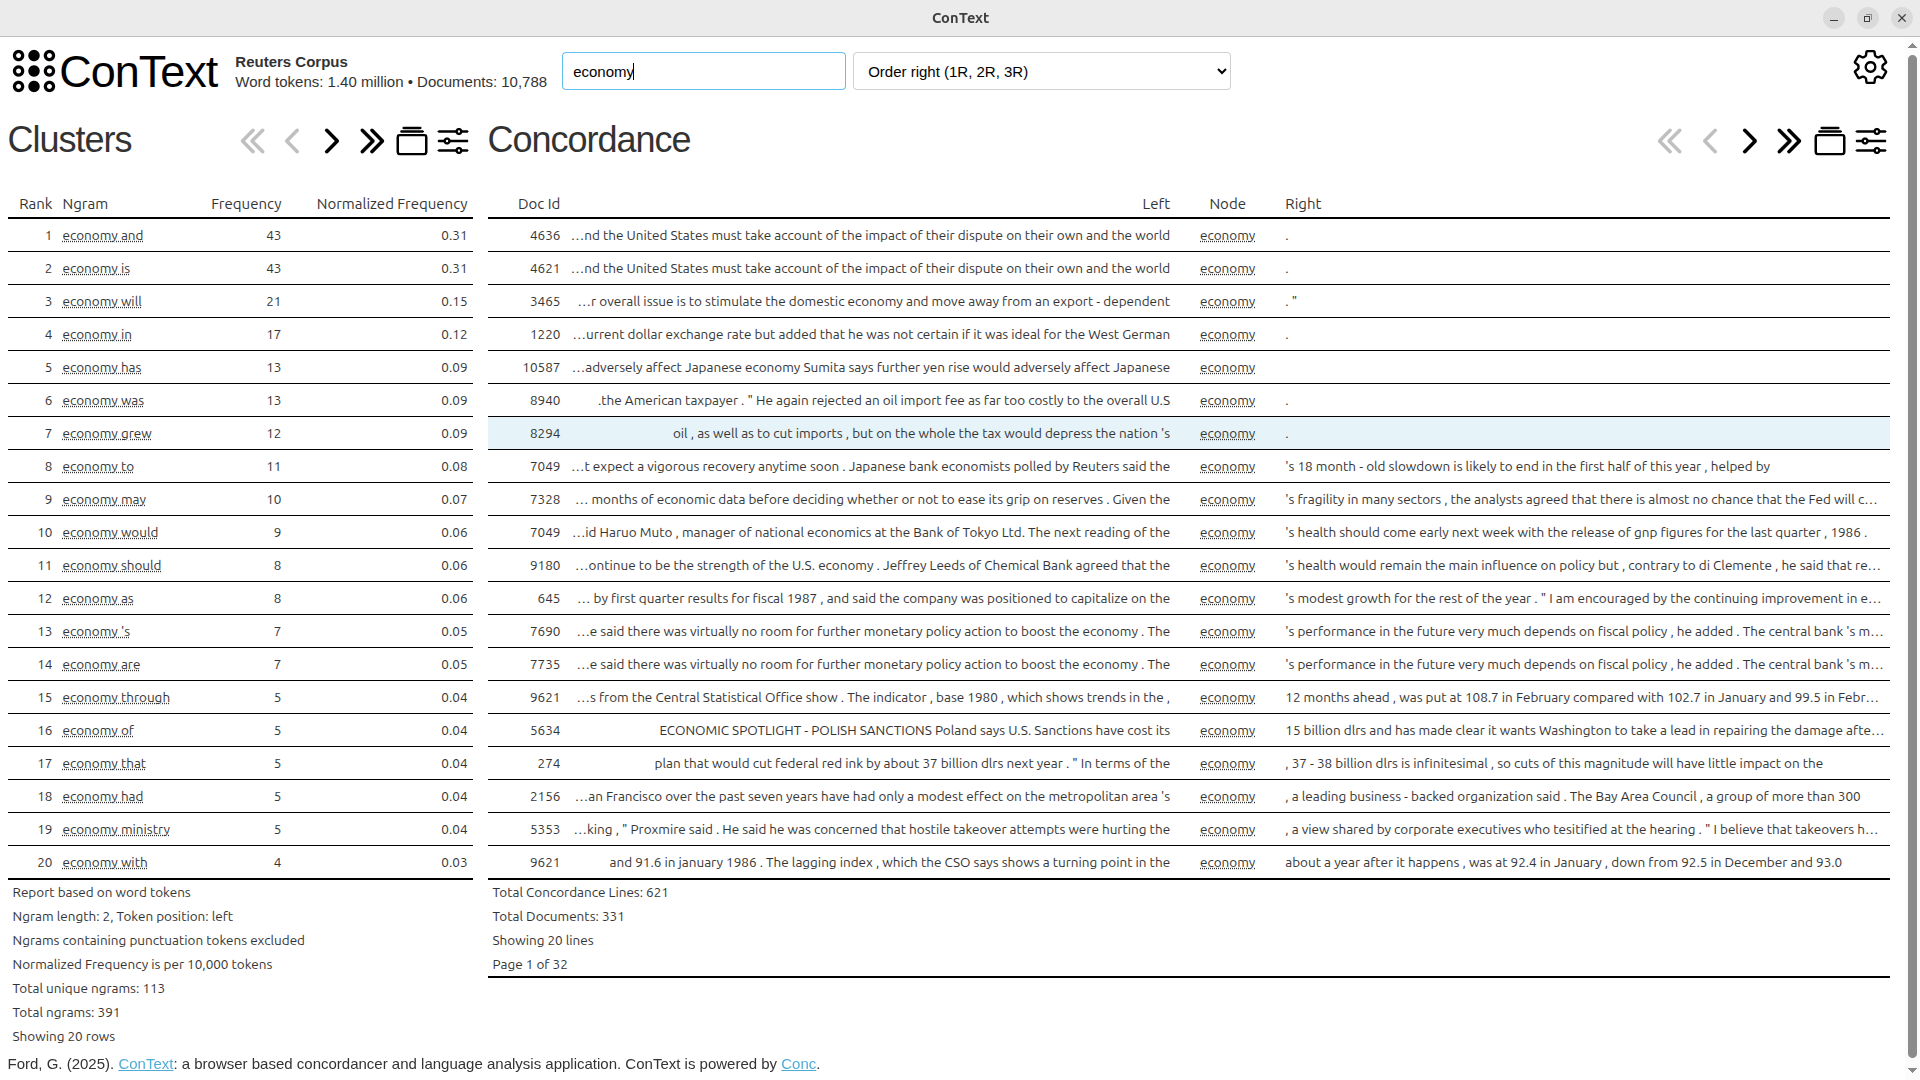 ConText
ConText
Reuters Corpus
Word tokens: 1.40 million • Documents: 10,788
economy
Order right (1R, 2R, 3R)
Clusters
Rank Ngram Frequency Normalized Frequency
1 economy and 43 0.31
2 economy is 43 0.31
3 economy will 21 0.15
4 economy in 17 0.12
5 economy has 13 0.09
6 economy was 13 0.09
7 economy grew 12 0.09
8 economy to 11 0.08
9 economy may 10 0.07
10 economy would 9 0.06
11 economy should 8 0.06
12 economy as 8 0.06
13 economy 's 7 0.05
14 economy are 7 0.05
15 economy through 5 0.04
16 economy of 5 0.04
17 economy that 5 0.04
18 economy had 5 0.04
19 economy ministry 5 0.04
20 economy with 4 0.03
Report based on word tokens
Ngram length: 2, Token position: left
Ngrams containing punctuation tokens excluded
Normalized Frequency is per 10,000 tokens
Total unique ngrams: 113
Total ngrams: 391
Showing 20 rows
Concordance
Doc Id Left Node Right
4636 …nd the United States must take account of the impact of their dispute on their own and the world economy .
4621 …nd the United States must take account of the impact of their dispute on their own and the world economy .
3465 …r overall issue is to stimulate the domestic economy and move away from an export - dependent economy . "
1220 …urrent dollar exchange rate but added that he was not certain if it was ideal for the West German economy .
10587 …adversely affect Japanese economy Sumita says further yen rise would adversely affect Japanese economy
8940 .the American taxpayer . " He again rejected an oil import fee as far too costly to the overall U.S economy .
8294 oil , as well as to cut imports , but on the whole the tax would depress the nation 's economy .
7049 …t expect a vigorous recovery anytime soon . Japanese bank economists polled by Reuters said the economy 's 18 month - old slowdown is likely to end in the first half of this year , helped by
7328 … months of economic data before deciding whether or not to ease its grip on reserves . Given the economy 's fragility in many sectors , the analysts agreed that there is almost no chance that the Fed will c…
7049 …id Haruo Muto , manager of national economics at the Bank of Tokyo Ltd. The next reading of the economy 's health should come early next week with the release of gnp figures for the last quarter , 1986 .
9180 …ontinue to be the strength of the U.S. economy . Jeffrey Leeds of Chemical Bank agreed that the economy 's health would remain the main influence on policy but , contrary to di Clemente , he said that re…
645 … by first quarter results for fiscal 1987 , and said the company was positioned to capitalize on the economy 's modest growth for the rest of the year . " I am encouraged by the continuing improvement in e…
7690 …e said there was virtually no room for further monetary policy action to boost the economy . The economy 's performance in the future very much depends on fiscal policy , he added . The central bank 's m…
7735 …e said there was virtually no room for further monetary policy action to boost the economy . The economy 's performance in the future very much depends on fiscal policy , he added . The central bank 's m…
9621 …s from the Central Statistical Office show . The indicator , base 1980 , which shows trends in the , economy 12 months ahead , was put at 108.7 in February compared with 102.7 in January and 99.5 in Febr…
5634 ECONOMIC SPOTLIGHT - POLISH SANCTIONS Poland says U.S. Sanctions have cost its economy 15 billion dlrs and has made clear it wants Washington to take a lead in repairing the damage afte…
274 plan that would cut federal red ink by about 37 billion dlrs next year . " In terms of the economy , 37 - 38 billion dlrs is infinitesimal , so cuts of this magnitude will have little impact on the
2156 …an Francisco over the past seven years have had only a modest effect on the metropolitan area 's economy , a leading business - backed organization said . The Bay Area Council , a group of more than 300
5353 …king , " Proxmire said . He said he was concerned that hostile takeover attempts were hurting the economy , a view shared by corporate executives who tesitified at the hearing . " I believe that takeovers h…
9621 and 91.6 in january 1986 . The lagging index , which the CSO says shows a turning point in the economy about a year after it happens , was at 92.4 in January , down from 92.5 in December and 93.0
Total Concordance Lines: 621
Total Documents: 331
Showing 20 lines
Page 1 of 32
Ford, G. (2025). ConText: a browser based concordancer and language analysis application. ConText is powered by Conc.